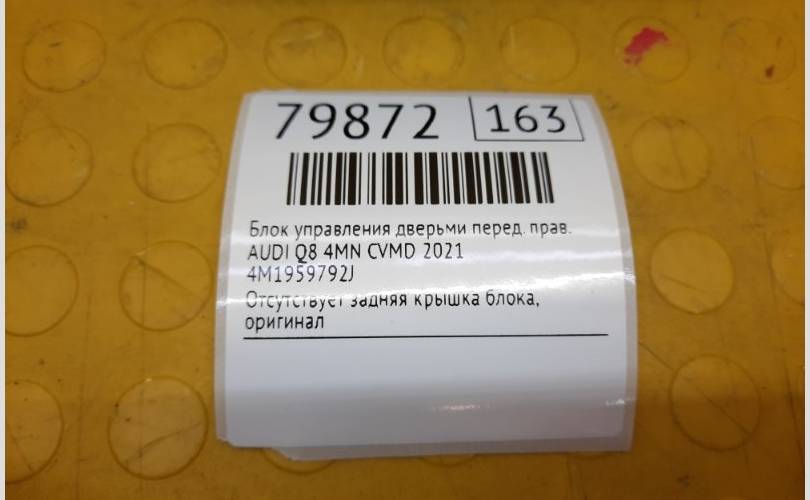 79872 163
Блок управления дверьми перед. прав.
AUDI Q8 4MN CVMD 2021
4M1959792J
Отсутствует задняя крышка блока,
оригинал